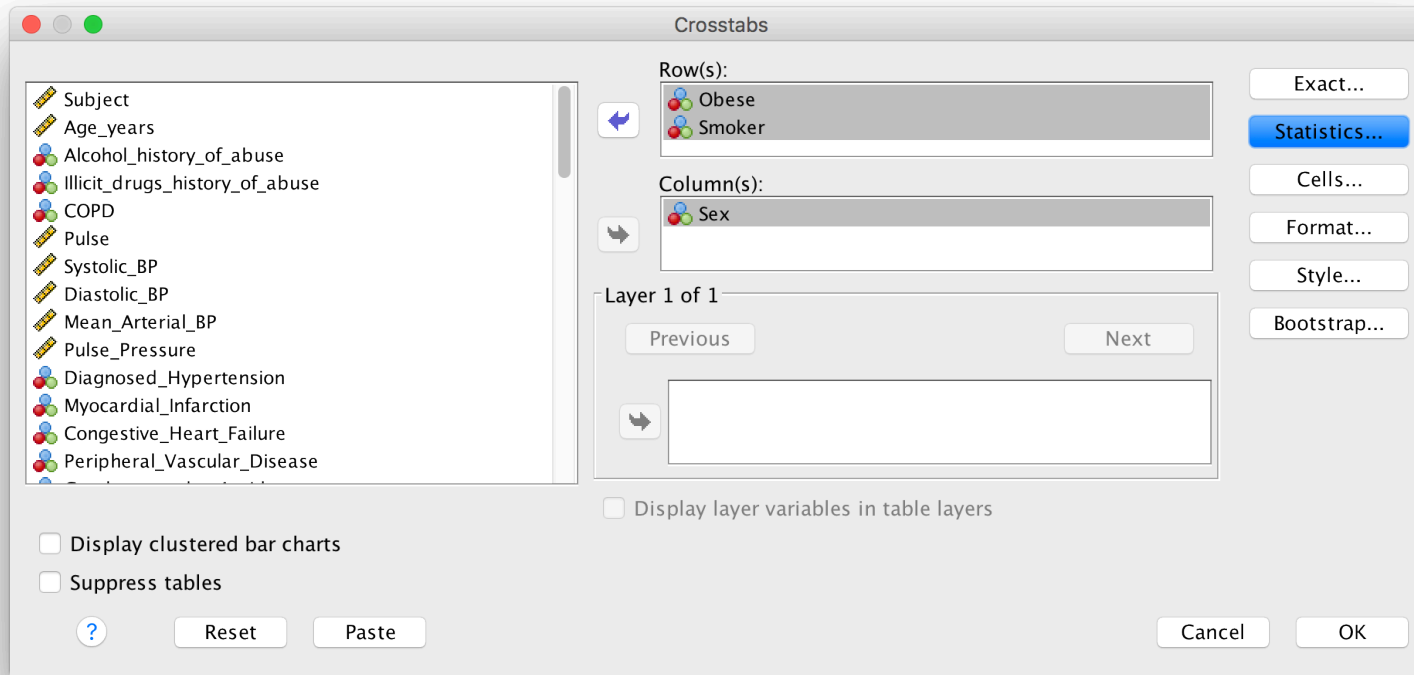 Crosstabs
Subject
Age_years
Alcohol_history_of_abuse
Illicit_drugs_history_of_abuse
COPD
Pulse
Systolic_BP
Diastolic_BP
Mean_Arterial_BP
Pulse_Pressure
Diagnosed_Hypertension
Myocardial_Infarction
Congestive_Heart_Failure
Peripheral_Vascular_Disease
Row(s):
Obese
Smoker
Column(s):
Sex
Layer 1 of 1
Previous
Next
Display layer variables in table layers
Exact...
Statistics...
Cells...
Format...
Style...
Bootstrap...
Display clustered bar charts
Suppress tables
?
Reset
Paste
Cancel
OK